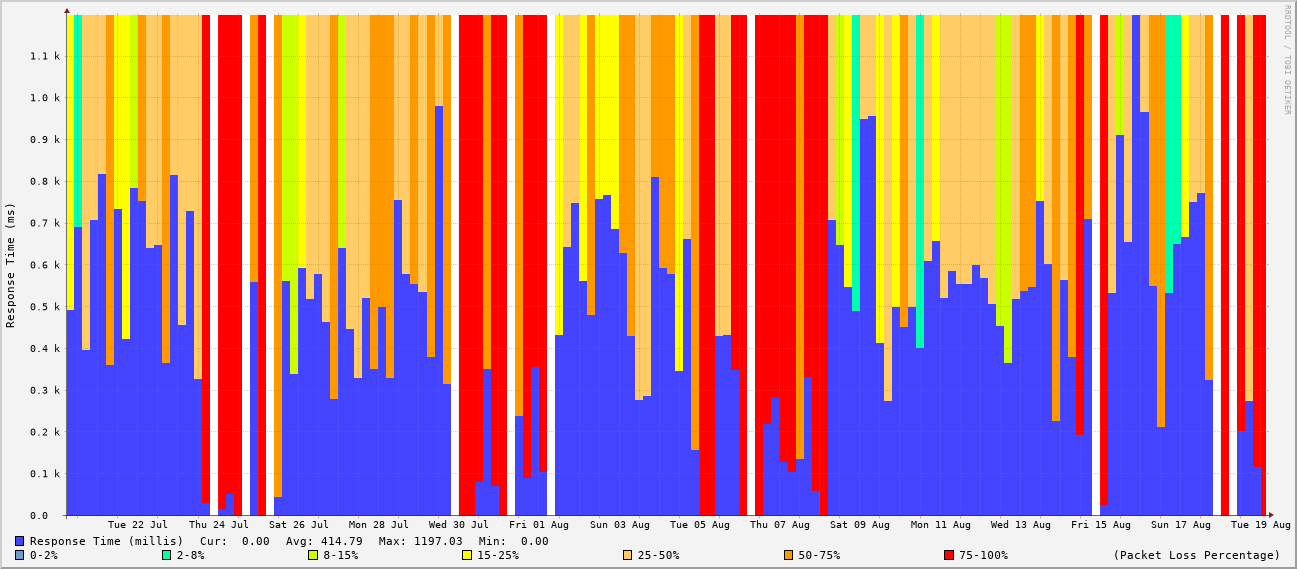 RRDTOOL / TOBI OETIKER
Response Time (ms)
1.1 k
1.0 k
0.9 k
0.8 k
0.7 k
0.6 k
0.5 k
0.4 k
0.3 k
0.2 k
0.1 k
0.0
Tue 22 Jul Thu 24 Jul Sat 26 Jul Mon 28 Jul Wed 30 Jul Fri 01 Aug Sun 03 Aug Tue 05 Aug Thu 07 Aug Sat 09 Aug Mon 11 Aug Wed 13 Aug Fri 15 Aug Sun 17 Aug Tue 19 Aug
Response Time (millis) Cur: 0.00 Avg: 414.79 Max: 1197.03 Min: 0.00
0-2% 2-8% 8-15% 15-25% 25-50% 50-75% 75-100% (Packet Loss Percentage)